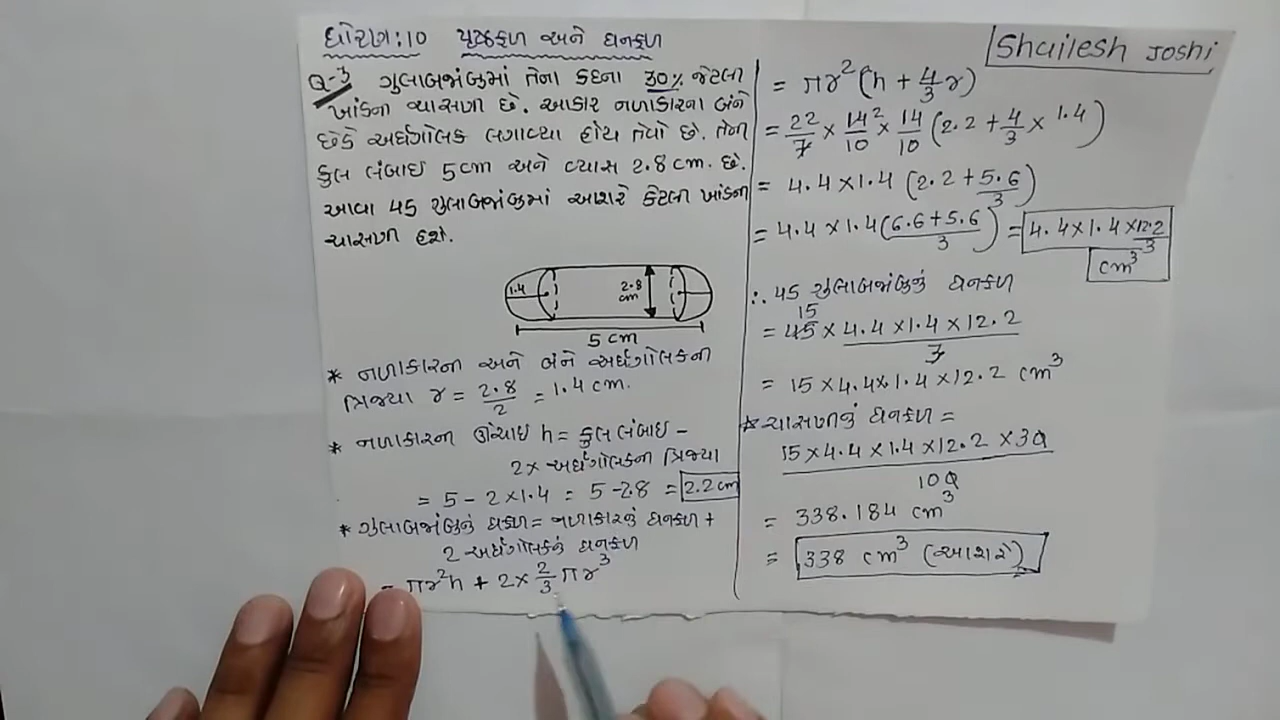 ધોરણ:10 પૃષ્ઠફળ અને ઘનફળ
Shailesh JOShi
Q-3 ગુલાબજાંબુમાં તેના કદના 30% જેટલી
ખાંડની ચાસણી છે. આકાર નળાકારના બંને
છેડે અર્ધગોલક લગાવ્યા હોય તેવો છે. તેની
કુલ લંબાઇ 5cm અને વ્યાસ 2.8 cm. છે.
આવા 45 ગુલાબજાંબુમાં આશરે કેટલી ખાંડની
ચાસણી હશે.
1.4
2.8
cm
5 cm
* નળાકારની અને બંને અર્ધગોલકની
ત્રિજ્યા r = 2.8/2 = 1.4 cm.
* નળાકારની ઊંચાઇ h = કુલ લંબાઇ -
2 x અર્ધગોલકની ત્રિજ્યા
= 5 - 2 x 1.4 = 5 - 2.8 = 2.2 cm
* ગુલાબજાંબુનું ઘફળ = નળાકારનું ઘનફળ +
2 અર્ધગોલકનું ઘનફળ
= πr²h + 2 x 2/3 πr³
= πr² (h + 4/3 r)
= 22/7 x 14²/10 x 14/10 (2.2 + 4/3 x 1.4)
= 4.4 x 1.4 (2.2 + 5.6/3)
= 4.4 x 1.4 (6.6 + 5.6/3) = 4.4 x 1.4 x 12.2/3
cm³
∴ 45 ગુલાબજાંબુનું ઘનફળ
15
= 45 x 4.4 x 1.4 x 12.2/3
= 15 x 4.4 x 1.4 x 12.2 cm³
* ચાસણીનું ઘનફળ =
15 x 4.4 x 1.4 x 12.2 x 30
100
= 338.184 cm³
= 338 cm³ (આશરે)